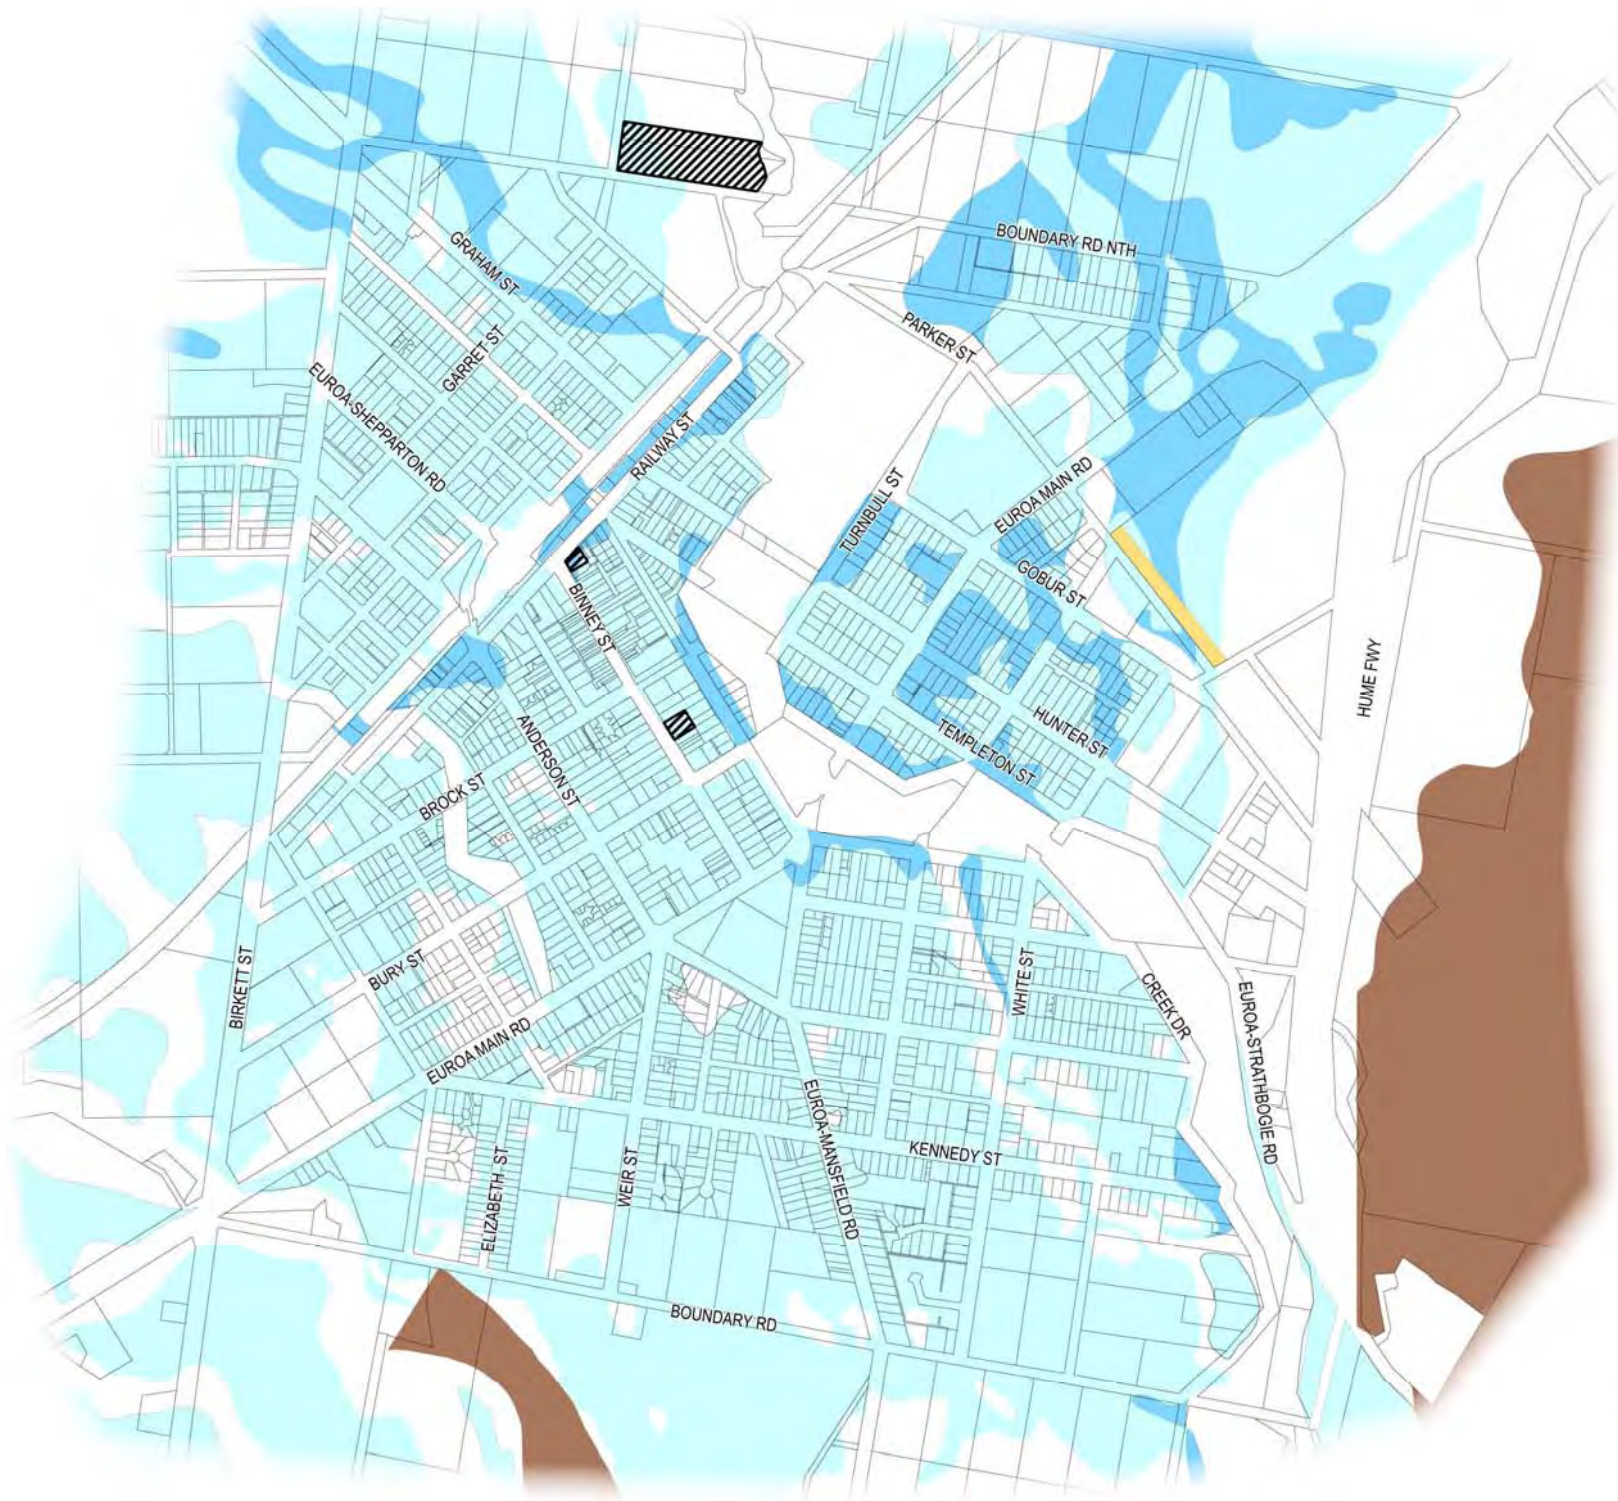 BOUNDARY RD NTH
GRAHAM ST
PARKER ST
GARRET ST
EUROA-SHEPPARTON RD
RAILWAY ST
EUROA MAIN RD
TURNBULL ST
GOBUR ST
BINNEY ST
HUME FWY
HUNTER ST
TEMPLETON ST
ANDERSON ST
BROCK ST
BURY ST
WHITE ST
BIRKETT ST
CREEK DR
EUROA-STRATHBOGIE RD
EUROA MAIN RD
EUROA-MANSFIELD RD
KENNEDY ST
WEIR ST
ELIZABETH ST
BOUNDARY RD